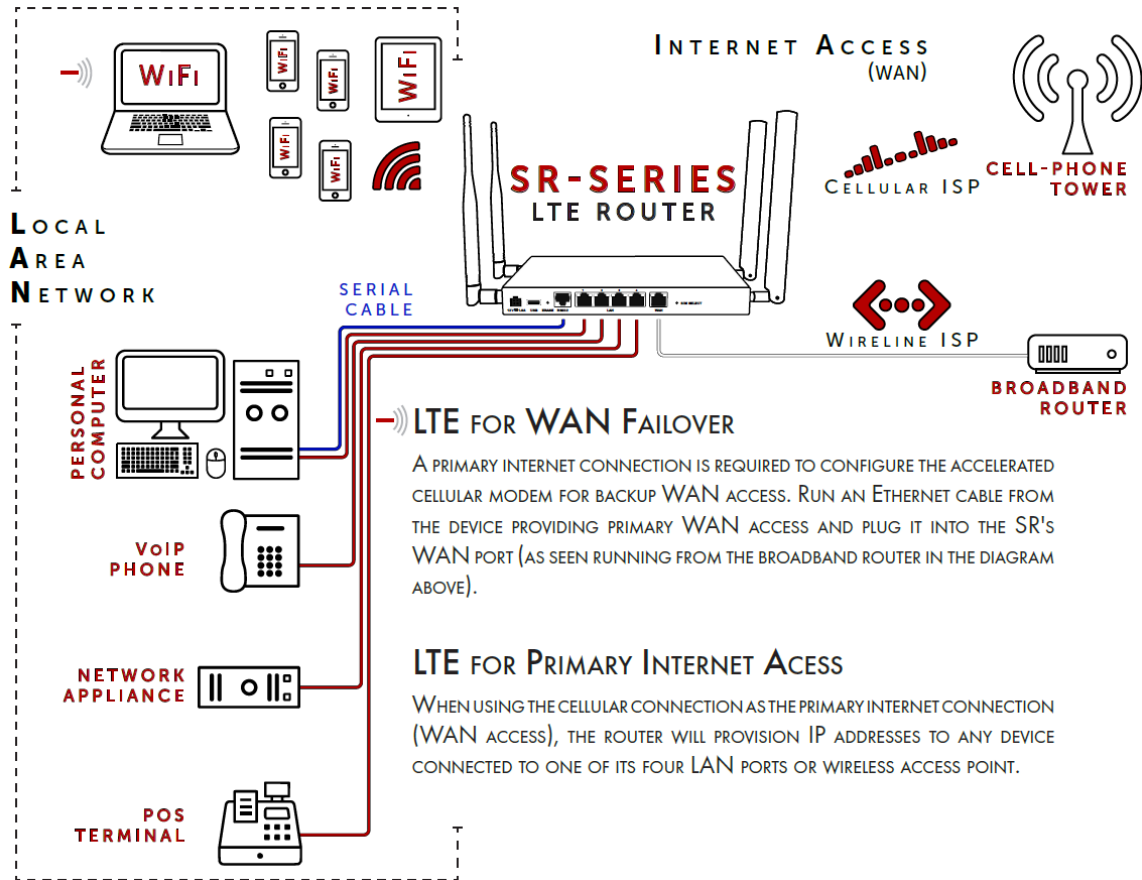 WiFi
WiFi
WiFi
WiFi
WiFi
WiFi
INTERNET ACCESS
(WAN)
CELLULAR ISP
CELL-PHONE
TOWER
SR-SERIES
LTE ROUTER
LOCAL
AREA
NETWORK
SERIAL
CABLE
WIRELINE ISP
BROADBAND
ROUTER
PERSONAL
COMPUTER
VoIP
PHONE
NETWORK
APPLIANCE
POS
TERMINAL
LTE FOR WAN FAILOVER
A PRIMARY INTERNET CONNECTION IS REQUIRED TO CONFIGURE THE ACCELERATED
CELLULAR MODEM FOR BACKUP WAN ACCESS. RUN AN ETHERNET CABLE FROM
THE DEVICE PROVIDING PRIMARY WAN ACCESS AND PLUG IT INTO THE SR'S
WAN PORT (AS SEEN RUNNING FROM THE BROADBAND ROUTER IN THE DIAGRAM
ABOVE).
LTE FOR PRIMARY INTERNET ACESS
WHEN USING THE CELLULAR CONNECTION AS THE PRIMARY INTERNET CONNECTION
(WAN ACCESS), THE ROUTER WILL PROVISION IP ADDRESSES TO ANY DEVICE
CONNECTED TO ONE OF ITS FOUR LAN PORTS OR WIRELESS ACCESS POINT.